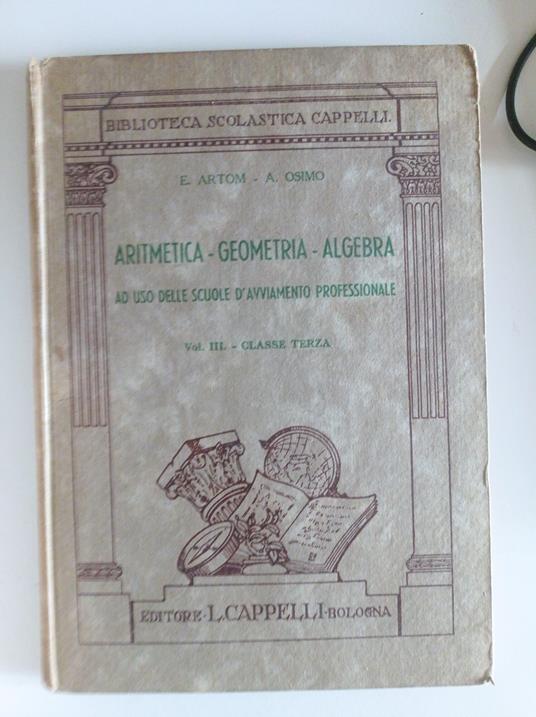 BIBLIOTECA SCOLASTICA CAPPELLI.
E. ARTOM - A. OSIMO
ARITMETICA - GEOMETRIA - ALGEBRA
AD USO DELLE SCUOLE D'AVVIAMENTO PROFESSIONALE
Vol. III. - CLASSE TERZA
EDITORE · L. CAPPELLI · BOLOGNA